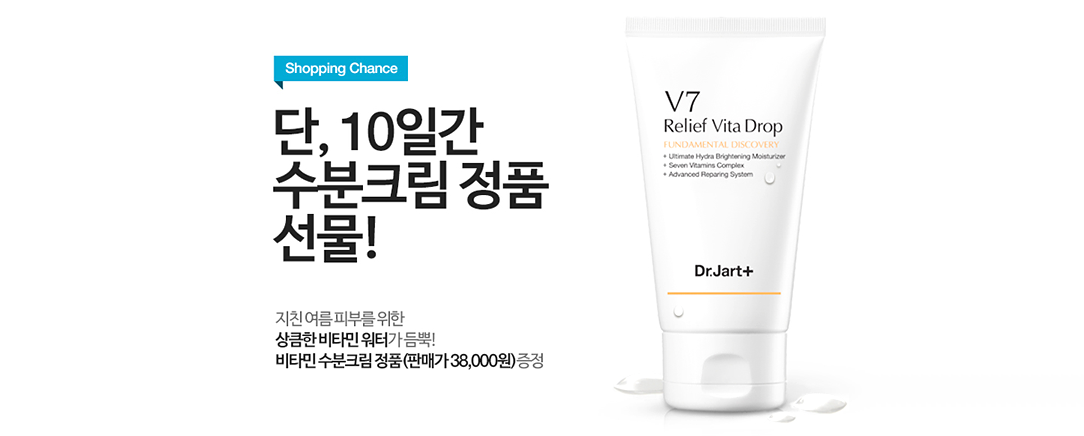 Shopping Chance
단, 10일간
수분크림 정품
선물!
지친 여름 피부를 위한
상큼한 비타민 워터가 듬뿍!
비타민 수분크림 정품 (판매가 38,000원) 증정
V7
Relief Vita Drop
FUNDAMENTAL DISCOVERY
+ Ultimate Hydra Brightening Moisturizer
+ Seven Vitamins Complex
+ Advanced Reparing System
Dr.Jart+